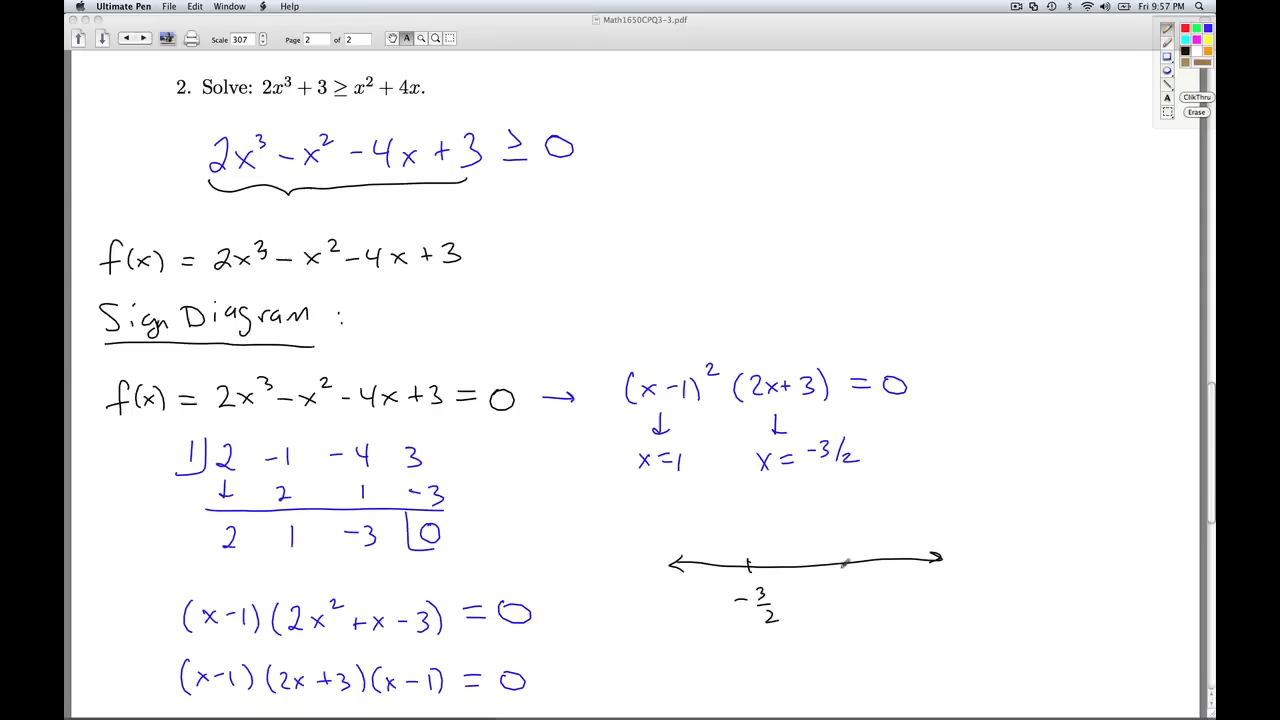 Ultimate Pen File Edit Window Help Fri 9:57 PM
Math1650CPQ3-3.pdf
Scale 307 Page 2 of 2 A
ClikThru
A Erase
2. Solve: 2x³ + 3 ≥ x² + 4x.
2x³ - x² - 4x + 3 ≥ 0
f(x) = 2x³ - x² - 4x + 3
Sign Diagram :
f(x) = 2x³ - x² - 4x + 3 = 0 →
1 2 -1 -4 3
↓ 2 1 -3
2 1 -3 0
(x-1)(2x² + x - 3) = 0
(x-1)(2x+3)(x-1) = 0
(x-1)² (2x+3) = 0
↓ ↓
x=1 x= -3/2
-3/2